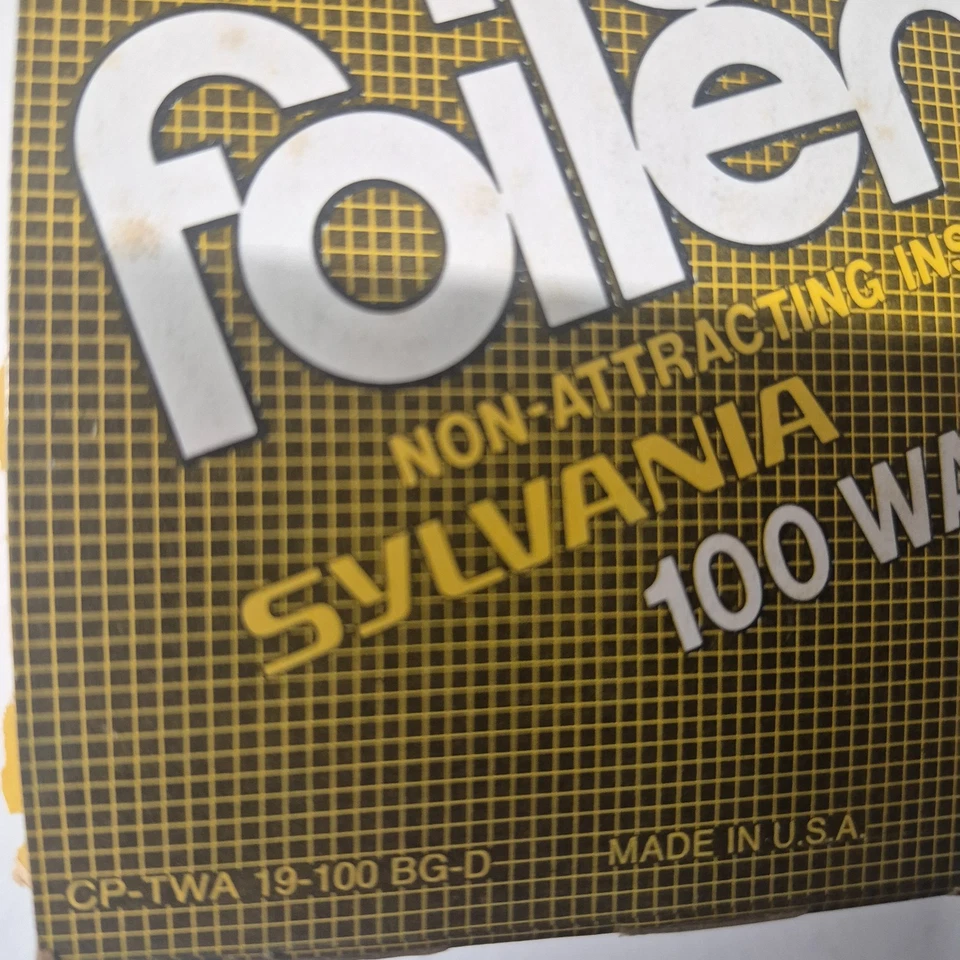 foiler
NON-ATTRACTING INS
SYLVANIA
100 WA
CP-TWA 19-100 BG-D MADE IN U.S.A.